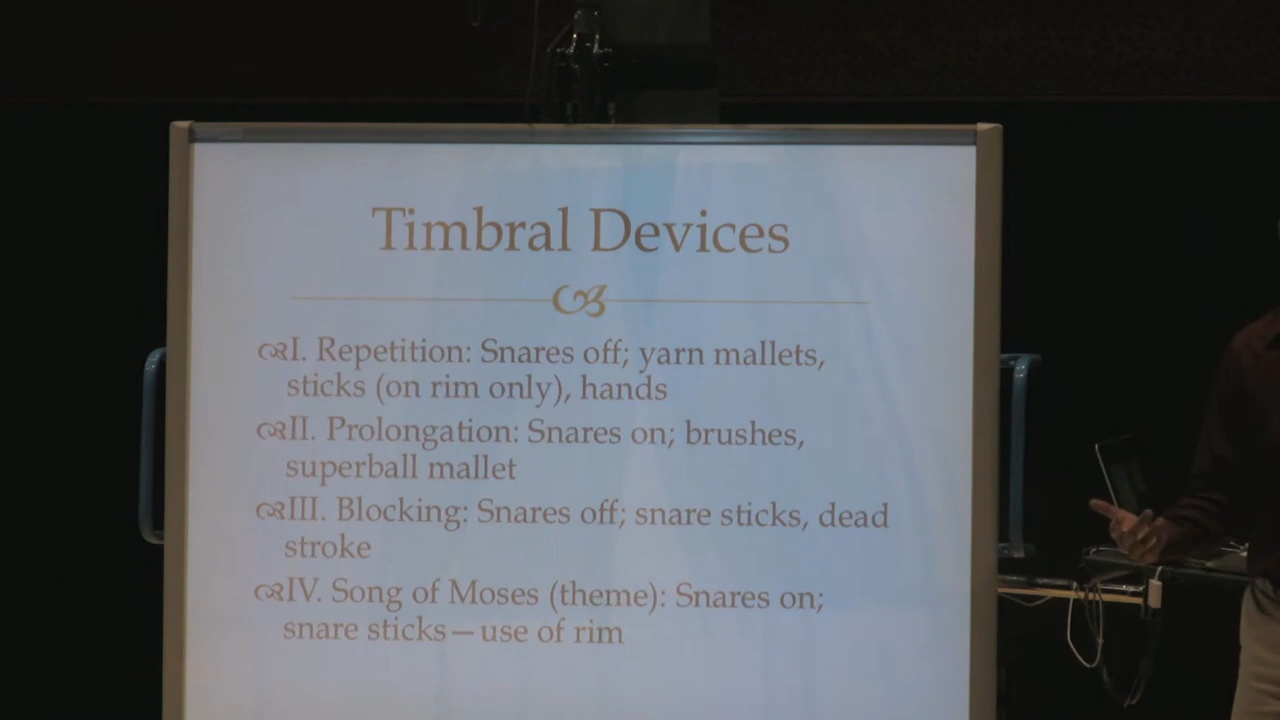 Timbral Devices
I. Repetition: Snares off; yarn mallets,
sticks (on rim only), hands
II. Prolongation: Snares on; brushes,
superball mallet
III. Blocking: Snares off; snare sticks, dead
stroke
IV. Song of Moses (theme): Snares on;
snare sticks—use of rim